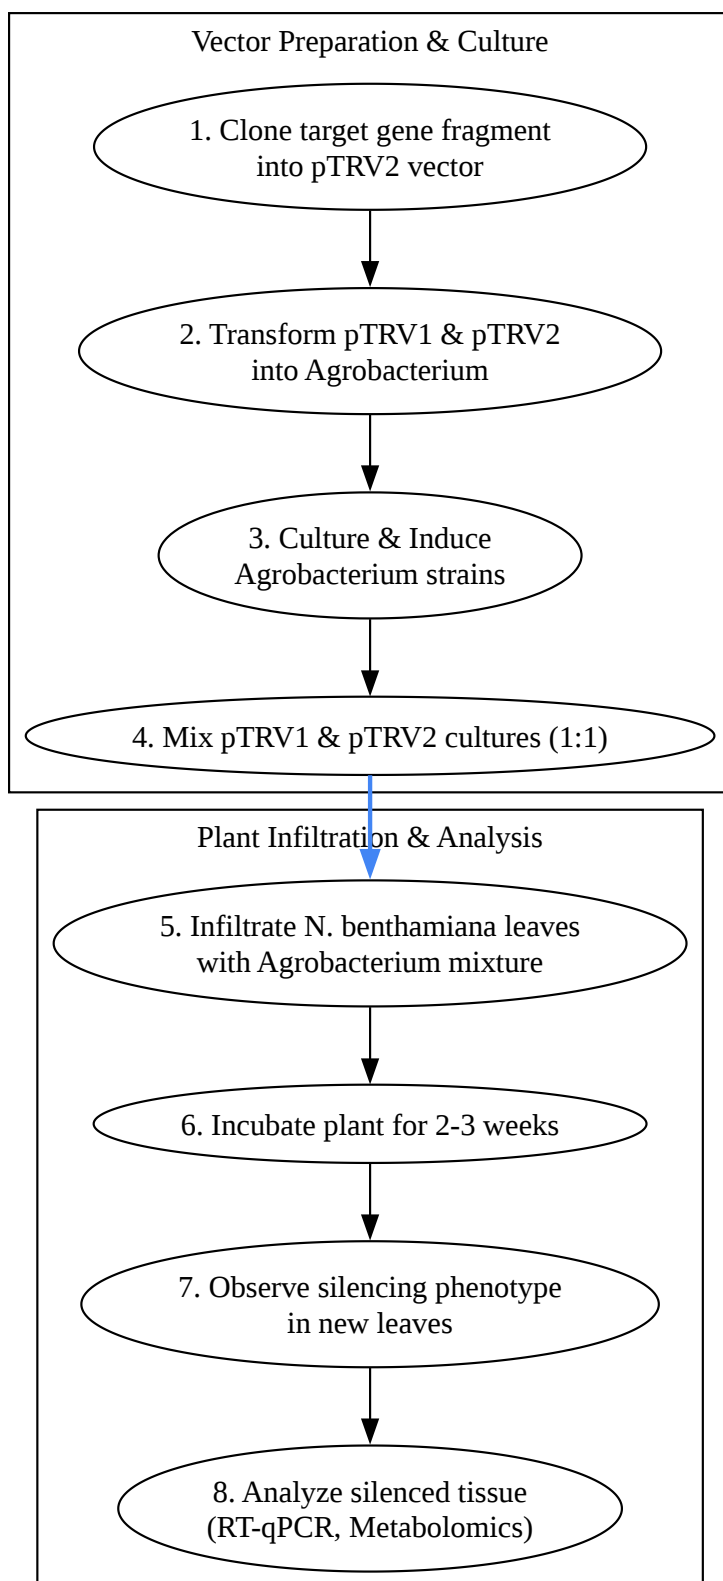 Vector Preparation & Culture
1. Clone target gene fragment
into pTRV2 vector
2. Transform pTRV1 & pTRV2
into Agrobacterium
3. Culture & Induce
Agrobacterium strains
4. Mix pTRV1 & pTRV2 cultures (1:1)
Plant Infiltration & Analysis
5. Infiltrate N. benthamiana leaves
with Agrobacterium mixture
6. Incubate plant for 2-3 weeks
7. Observe silencing phenotype
in new leaves
8. Analyze silenced tissue
(RT-qPCR, Metabolomics)